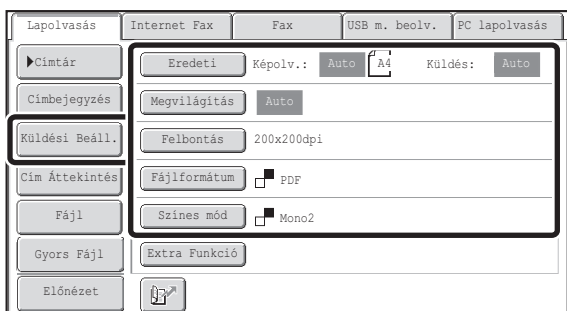 Lapolvasás Internet Fax Fax USB m. beolv. PC lapolvasás
Címtár Eredeti Képolv.: Auto A4 Küldés: Auto
Címbejegyzés Megvilágítás Auto
Küldési Beáll. Felbontás 200x200dpi
Cím Áttekintés Fájlformátum PDF
Fájl Színes mód Mono2
Gyors Fájl Extra Funkció
Előnézet